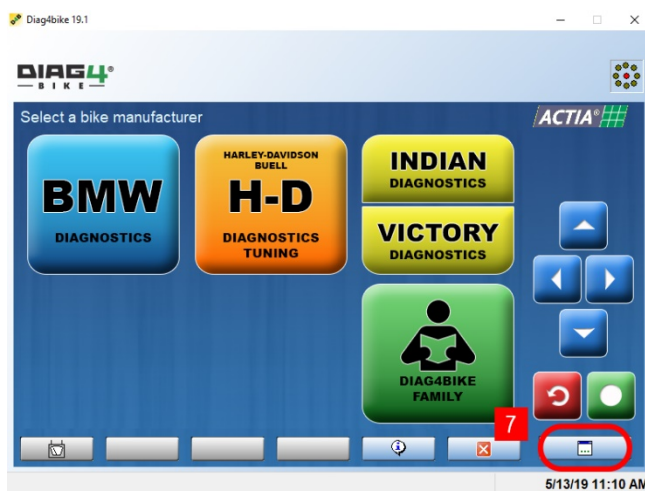 Diag4bike 19.1
DIAG4®
BIKE
Select a bike manufacturer
ACTIA®
BMW
DIAGNOSTICS
HARLEY-DAVIDSON
BUELL
H-D
DIAGNOSTICS
TUNING
INDIAN
DIAGNOSTICS
VICTORY
DIAGNOSTICS
DIAG4BIKE
FAMILY
7
5/13/19 11:10 AM